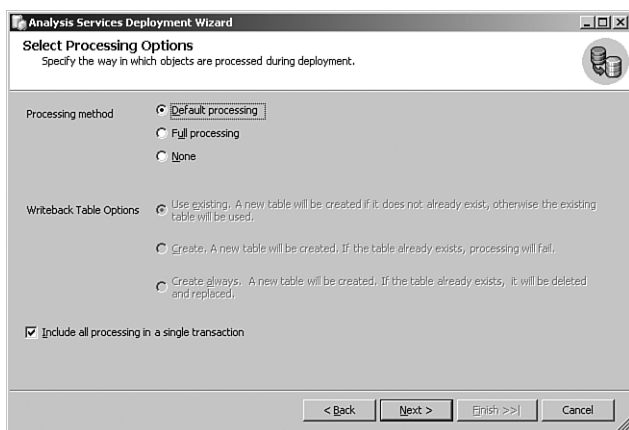 Analysis Services Deployment Wizard
Select Processing Options
Specify the way in which objects are processed during deployment.
Processing method
Default processing
Full processing
None
Writeback Table Options
Use existing. A new table will be created if it does not already exist, otherwise the existing
table will be used.
Create. A new table will be created. If the table already exists, processing will fail.
Create always. A new table will be created. If the table already exists, it will be deleted
and replaced.
Include all processing in a single transaction
< Back
Next >
Finish >>|
Cancel